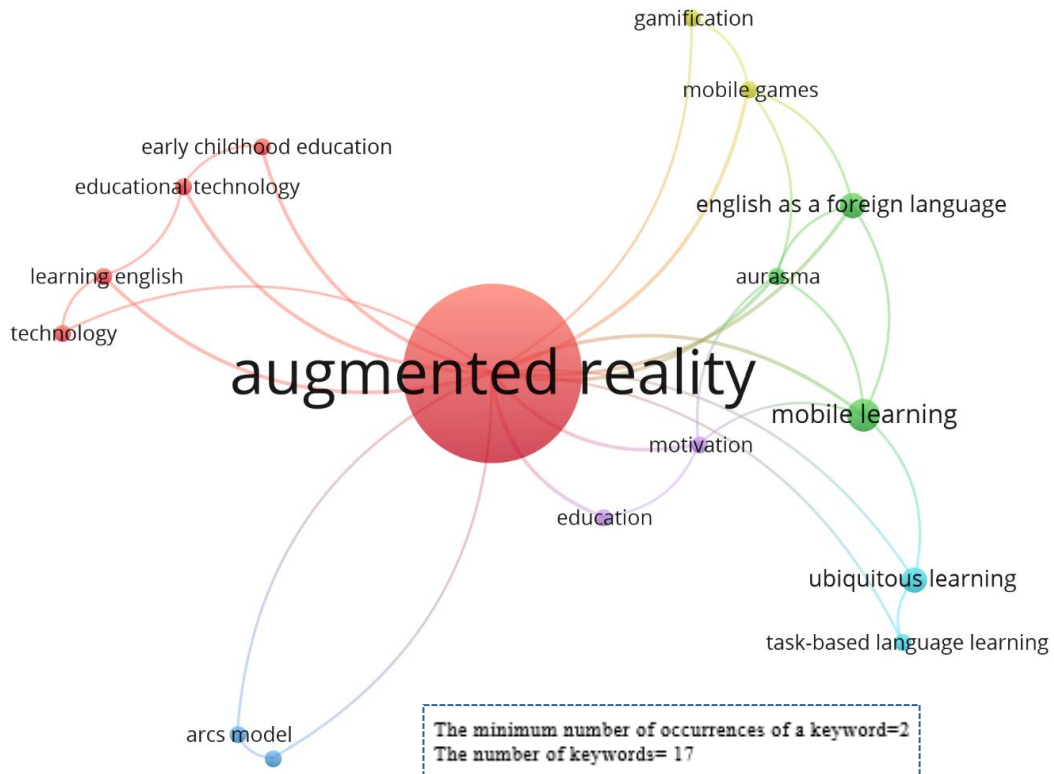 gamification
mobile games
early childhood education
educational technology
english as a foreign language
learning english
aurasma
technology
augmented reality
mobile learning
motivation
education
ubiquitous learning
task-based language learning
arcs model
The minimum number of occurrences of a keyword=2
The number of keywords= 17